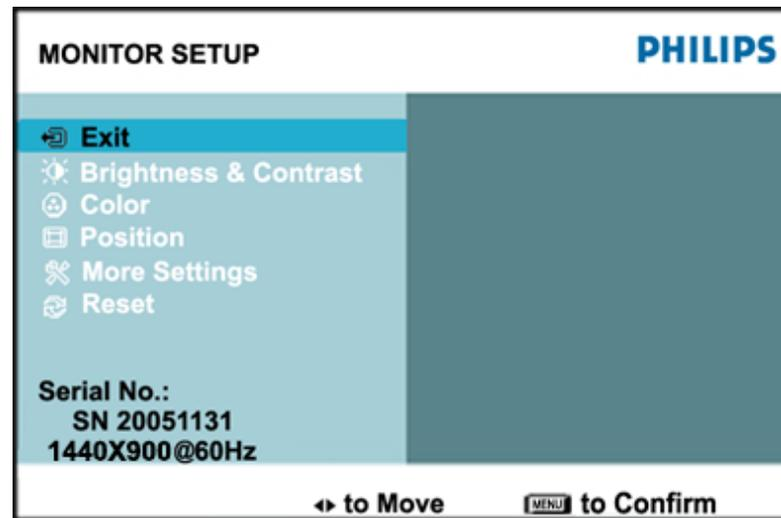 MONITOR SETUP
PHILIPS
Exit
Brightness & Contrast
Color
Position
More Settings
Reset
Serial No.:
SN 20051131
1440X900@60Hz
to Move
MENU to Confirm